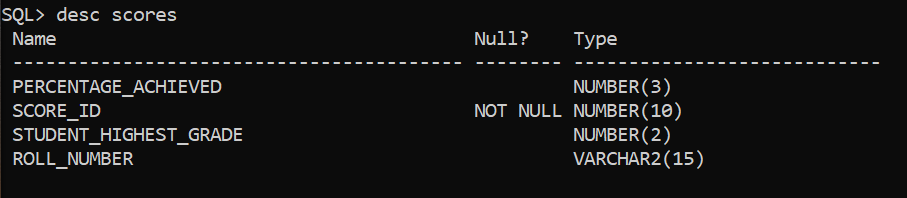 SQL> desc scores
Name                                      Null?    Type
----------------------------------------- -------- ----------------------------
PERCENTAGE_ACHIEVED                                NUMBER(3)
SCORE_ID                                  NOT NULL NUMBER(10)
STUDENT_HIGHEST_GRADE                              NUMBER(2)
ROLL_NUMBER                                        VARCHAR2(15)